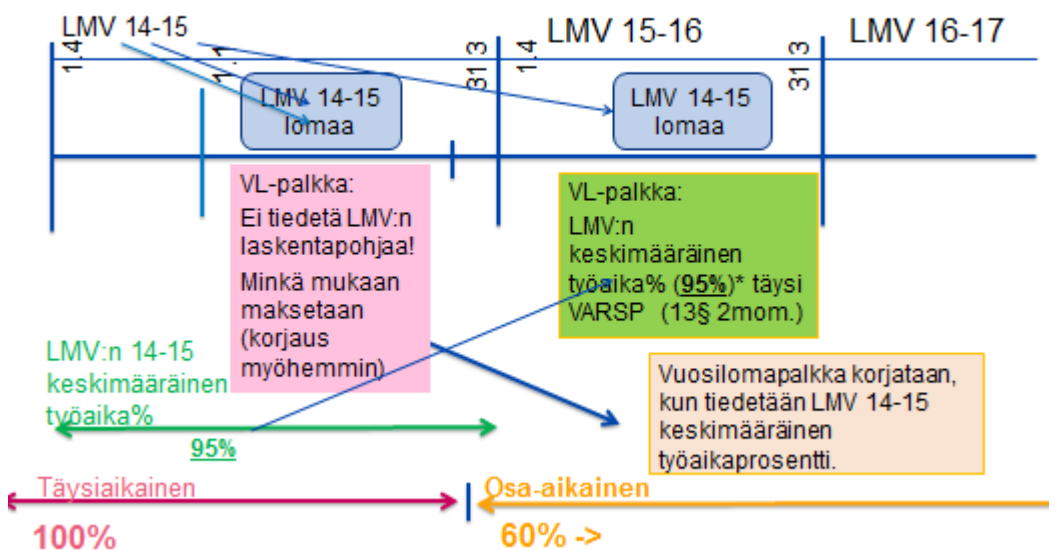 LMV 14-15
LMV 15-16
LMV 16-17
1.4
1.1
31.3
1.4
31.3
LMV 14-15
lomaa
LMV 14-15
lomaa
VL-palkka:
Ei tiedetä LMV:n
laskentapohjaa!
Minkä mukaan
maksetaan
(korjaus
myöhemmin)
VL-palkka:
LMV:n
keskimääräinen
työaika% (95%)* täysi
VARSP (13§ 2mom.)
LMV:n 14-15
keskimääräinen
työaika%
95%
Vuosilomapalkka korjataan,
kun tiedetään LMV 14-15
keskimääräinen
työaikaprosentti.
Täysiaikainen
Osa-aikainen
100%
60% ->